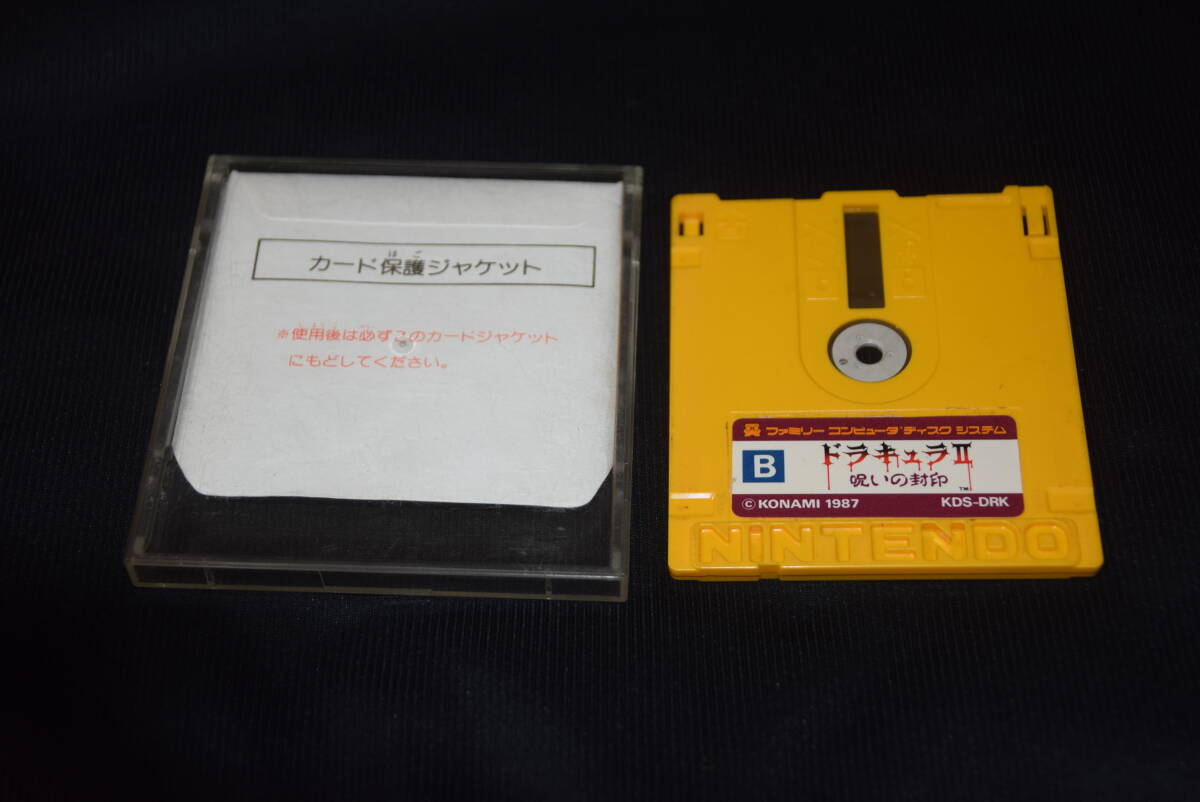 カード保護ジャケット
※使用後は必ずこのカードジャケット
にもどしてください。
ファミリー コンピュータ ディスク システム
B
ドラキュラII
呪いの封印
TM
©KONAMI 1987 KDS-DRK
NINTENDO